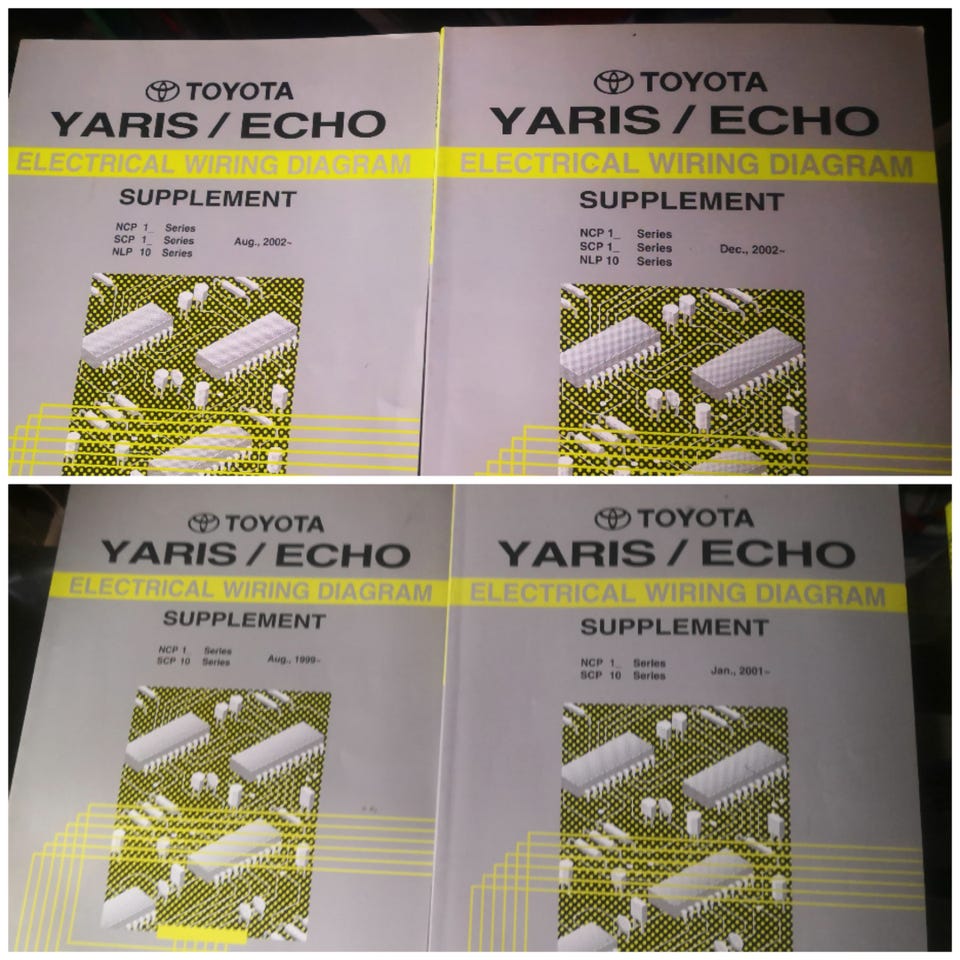 TOYOTA
YARIS / ECHO
ELECTRICAL WIRING DIAGRAM
SUPPLEMENT
NCP 1_ Series
SCP 1_ Series Aug., 2002~
NLP 10 Series
TOYOTA
YARIS / ECHO
ELECTRICAL WIRING DIAGRAM
SUPPLEMENT
NCP 1_ Series
SCP 1_ Series Dec., 2002~
NLP 10 Series
TOYOTA
YARIS / ECHO
ELECTRICAL WIRING DIAGRAM
SUPPLEMENT
NCP 1_ Series
SCP 10 Series Aug., 1999~
TOYOTA
YARIS / ECHO
ELECTRICAL WIRING DIAGRAM
SUPPLEMENT
NCP 1_ Series
SCP 10 Series Jan., 2001~